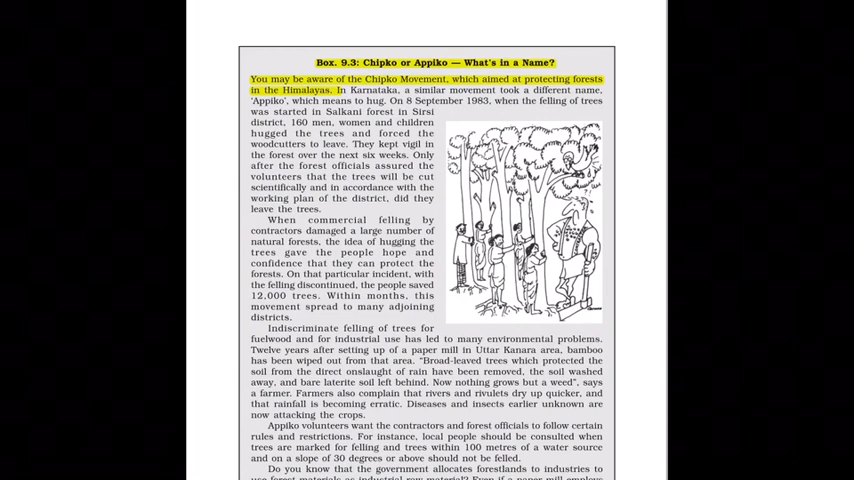 Box. 9.3: Chipko or Appiko — What's in a Name?
You may be aware of the Chipko Movement, which aimed at protecting forests
in the Himalayas. In Karnataka, a similar movement took a different name,
'Appiko', which means to hug. On 8 September 1983, when the felling of trees
was started in Salkani forest in Sirsi
district, 160 men, women and children
hugged the trees and forced the
woodcutters to leave. They kept vigil in
the forest over the next six weeks. Only
after the forest officials assured the
volunteers that the trees will be cut
scientifically and in accordance with the
working plan of the district, did they
leave the trees.
When commercial felling by
contractors damaged a large number of
natural forests, the idea of hugging the
trees gave the people hope and
confidence that they can protect the
forests. On that particular incident, with
the felling discontinued, the people saved
12,000 trees. Within months, this
movement spread to many adjoining
districts.
Indiscriminate felling of trees for
fuelwood and for industrial use has led to many environmental problems.
Twelve years after setting up of a paper mill in Uttar Kanara area, bamboo
has been wiped out from that area. "Broad-leaved trees which protected the
soil from the direct onslaught of rain have been removed, the soil washed
away, and bare laterite soil left behind. Now nothing grows but a weed", says
a farmer. Farmers also complain that rivers and rivulets dry up quicker, and
that rainfall is becoming erratic. Diseases and insects earlier unknown are
now attacking the crops.
Appiko volunteers want the contractors and forest officials to follow certain
rules and restrictions. For instance, local people should be consulted when
trees are marked for felling and trees within 100 metres of a water source
and on a slope of 30 degrees or above should not be felled.
Do you know that the government allocates forestlands to industries to
use forest materials as industrial raw material? Even if a paper mill employs